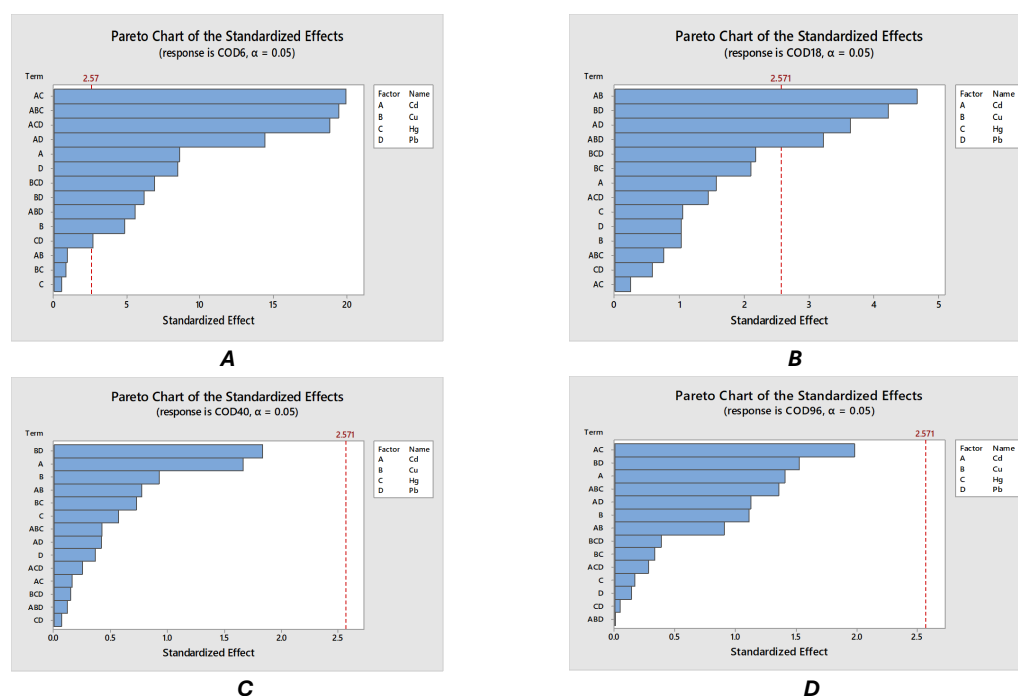 Pareto Chart of the Standardized Effects
(response is COD6, α = 0.05)
Term
2.57
AC
ABC
ACD
AD
A
D
BCD
BD
ABD
B
CD
AB
BC
C
0 5 10 15 20
Standardized Effect
Factor Name
A Cd
B Cu
C Hg
D Pb
A
Pareto Chart of the Standardized Effects
(response is COD18, α = 0.05)
Term
2.571
AB
BD
AD
ABD
BCD
BC
A
ACD
C
D
B
ABC
CD
AC
0 1 2 3 4 5
Standardized Effect
Factor Name
A Cd
B Cu
C Hg
D Pb
B
Pareto Chart of the Standardized Effects
(response is COD40, α = 0.05)
Term
2.571
BD
A
B
AB
BC
C
ABC
AD
D
ACD
AC
BCD
ABD
CD
0.0 0.5 1.0 1.5 2.0 2.5
Standardized Effect
Factor Name
A Cd
B Cu
C Hg
D Pb
C
Pareto Chart of the Standardized Effects
(response is COD96, α = 0.05)
Term
2.571
AC
BD
A
ABC
AD
B
AB
BCD
BC
ACD
C
D
CD
ABD
0.0 0.5 1.0 1.5 2.0 2.5
Standardized Effect
Factor Name
A Cd
B Cu
C Hg
D Pb
D